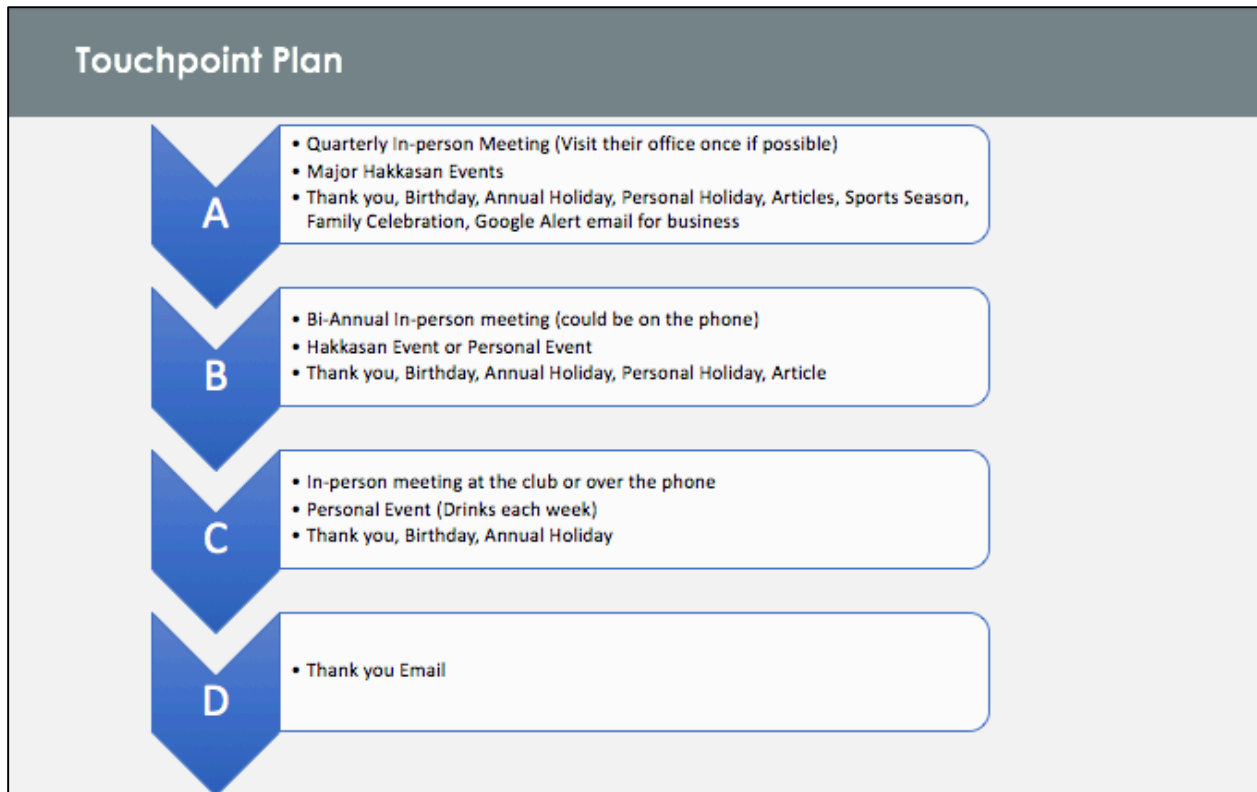 Touchpoint Plan
A
• Quarterly In-person Meeting (Visit their office once if possible)
• Major Hakkasan Events
• Thank you, Birthday, Annual Holiday, Personal Holiday, Articles, Sports Season,
Family Celebration, Google Alert email for business
B
• Bi-Annual In-person meeting (could be on the phone)
• Hakkasan Event or Personal Event
• Thank you, Birthday, Annual Holiday, Personal Holiday, Article
C
• In-person meeting at the club or over the phone
• Personal Event (Drinks each week)
• Thank you, Birthday, Annual Holiday
D
• Thank you Email